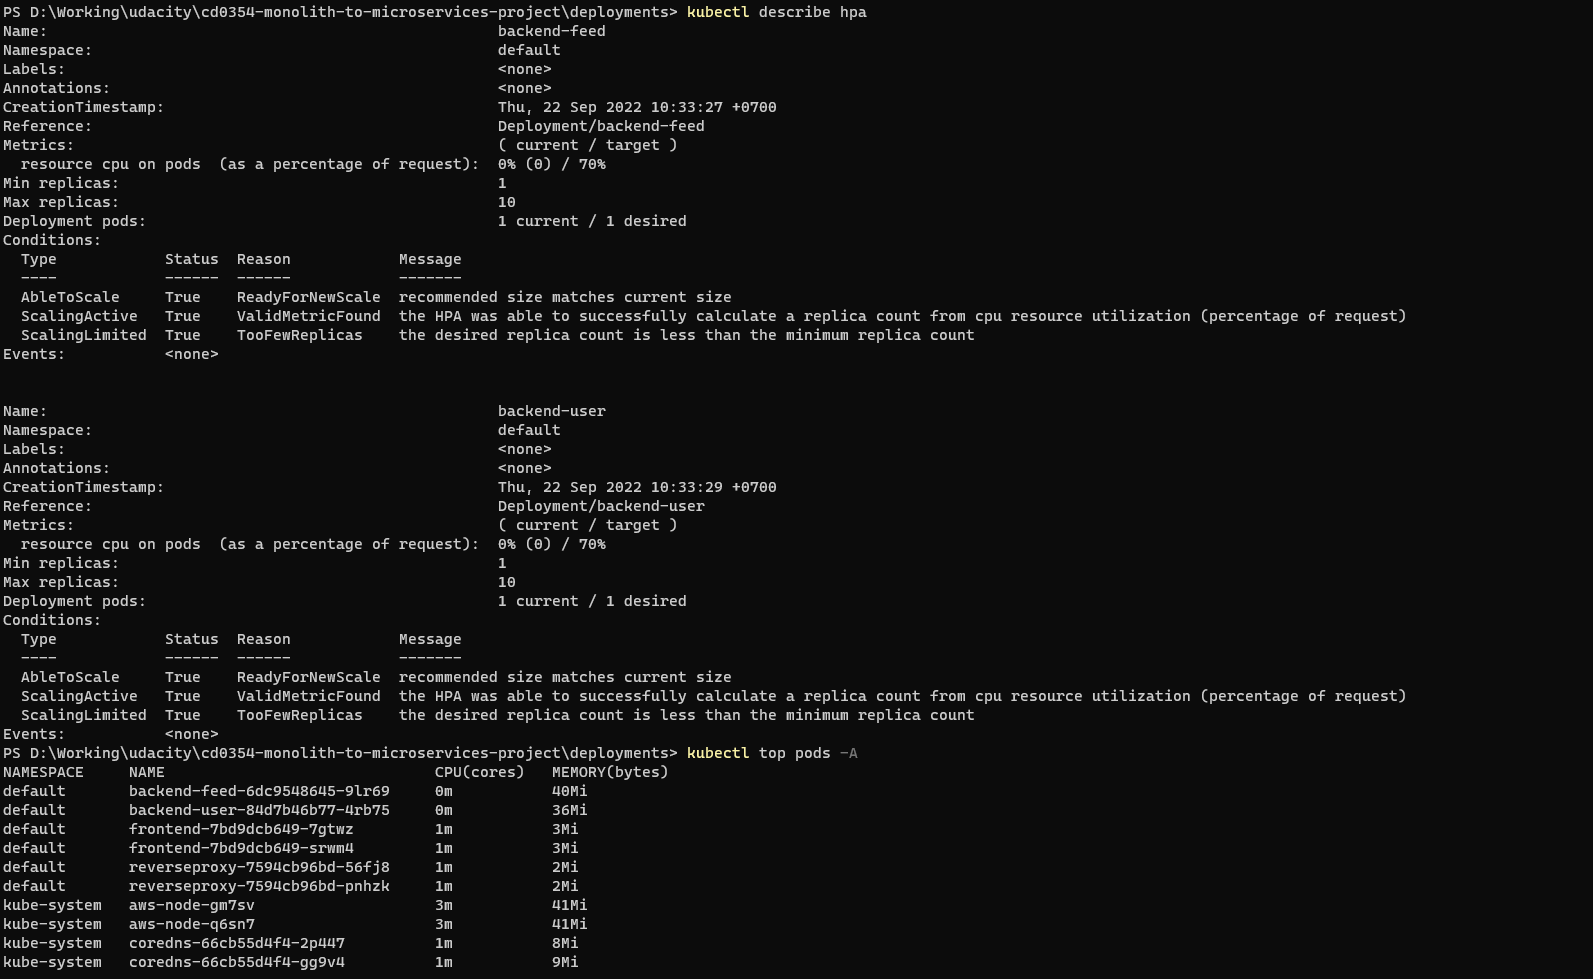 PS D:\Working\udacity\cd0354-monolith-to-microservices-project\deployments> kubectl describe hpa
Name:                                                  backend-feed
Namespace:                                             default
Labels:                                                <none>
Annotations:                                           <none>
CreationTimestamp:                                     Thu, 22 Sep 2022 10:33:27 +0700
Reference:                                             Deployment/backend-feed
Metrics:                                               ( current / target )
  resource cpu on pods  (as a percentage of request):  0% (0) / 70%
Min replicas:                                          1
Max replicas:                                          10
Deployment pods:                                       1 current / 1 desired
Conditions:
  Type            Status  Reason            Message
  ----            ------  ------            -------
  AbleToScale     True    ReadyForNewScale  recommended size matches current size
  ScalingActive   True    ValidMetricFound  the HPA was able to successfully calculate a replica count from cpu resource utilization (percentage of request)
  ScalingLimited  True    TooFewReplicas    the desired replica count is less than the minimum replica count
Events:           <none>
Name:                                                  backend-user
Namespace:                                             default
Labels:                                                <none>
Annotations:                                           <none>
CreationTimestamp:                                     Thu, 22 Sep 2022 10:33:29 +0700
Reference:                                             Deployment/backend-user
Metrics:                                               ( current / target )
  resource cpu on pods  (as a percentage of request):  0% (0) / 70%
Min replicas:                                          1
Max replicas:                                          10
Deployment pods:                                       1 current / 1 desired
Conditions:
  Type            Status  Reason            Message
  ----            ------  ------            -------
  AbleToScale     True    ReadyForNewScale  recommended size matches current size
  ScalingActive   True    ValidMetricFound  the HPA was able to successfully calculate a replica count from cpu resource utilization (percentage of request)
  ScalingLimited  True    TooFewReplicas    the desired replica count is less than the minimum replica count
Events:           <none>
PS D:\Working\udacity\cd0354-monolith-to-microservices-project\deployments> kubectl top pods -A
NAMESPACE     NAME                              CPU(cores)   MEMORY(bytes)
default       backend-feed-6dc9548645-9lr69     0m           40Mi
default       backend-user-84d7b46b77-4rb75     0m           36Mi
default       frontend-7bd9dcb649-7gtwz         1m           3Mi
default       frontend-7bd9dcb649-srwm4         1m           3Mi
default       reverseproxy-7594cb96bd-56fj8     1m           2Mi
default       reverseproxy-7594cb96bd-pnhzk     1m           2Mi
kube-system   aws-node-gm7sv                    3m           41Mi
kube-system   aws-node-q6sn7                    3m           41Mi
kube-system   coredns-66cb55d4f4-2p447          1m           8Mi
kube-system   coredns-66cb55d4f4-gg9v4          1m           9Mi